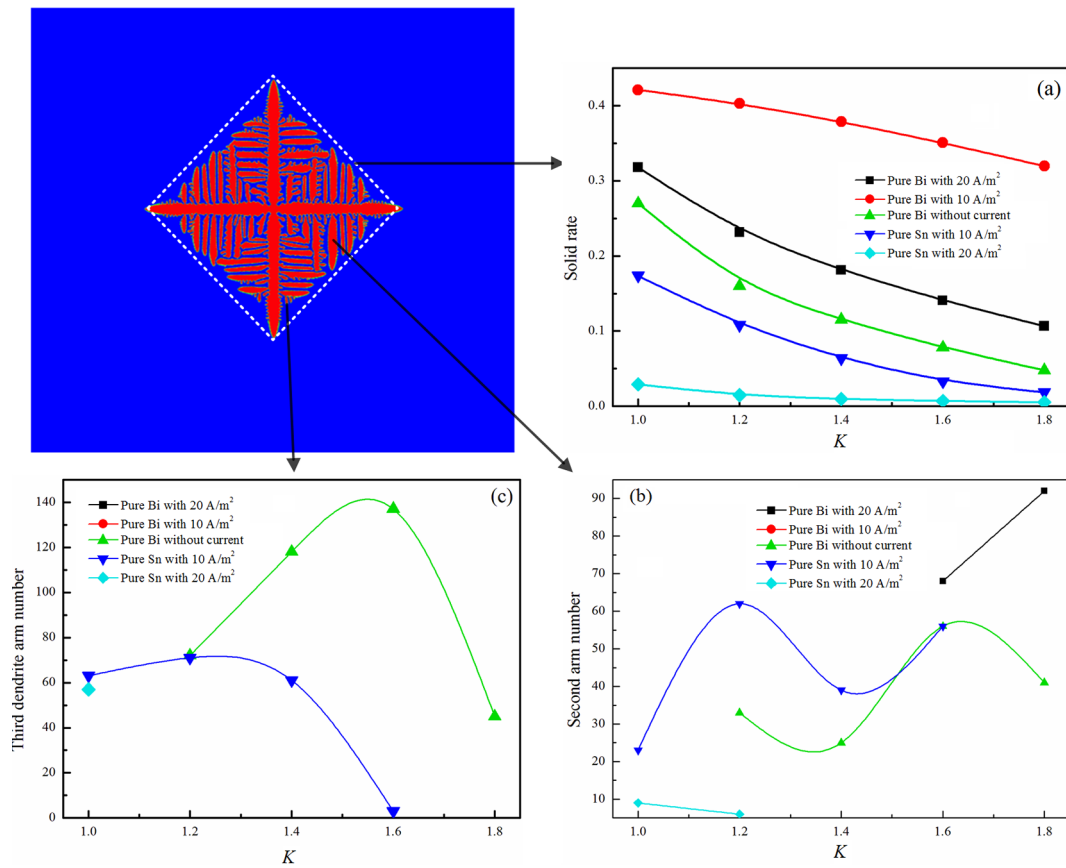 (a)
Solid rate
0.4
0.3
0.2
0.1
0.0
Pure Bi with 20 A/m²
Pure Bi with 10 A/m²
Pure Bi without current
Pure Sn with 10 A/m²
Pure Sn with 20 A/m²
1.0 1.2 1.4 1.6 1.8
K
(c)
Third dendrite arm number
140
120
100
80
60
40
20
0
Pure Bi with 20 A/m²
Pure Bi with 10 A/m²
Pure Bi without current
Pure Sn with 10 A/m²
Pure Sn with 20 A/m²
1.0 1.2 1.4 1.6 1.8
K
(b)
Second arm number
90
80
70
60
50
40
30
20
10
Pure Bi with 20 A/m²
Pure Bi with 10 A/m²
Pure Bi without current
Pure Sn with 10 A/m²
Pure Sn with 20 A/m²
1.0 1.2 1.4 1.6 1.8
K